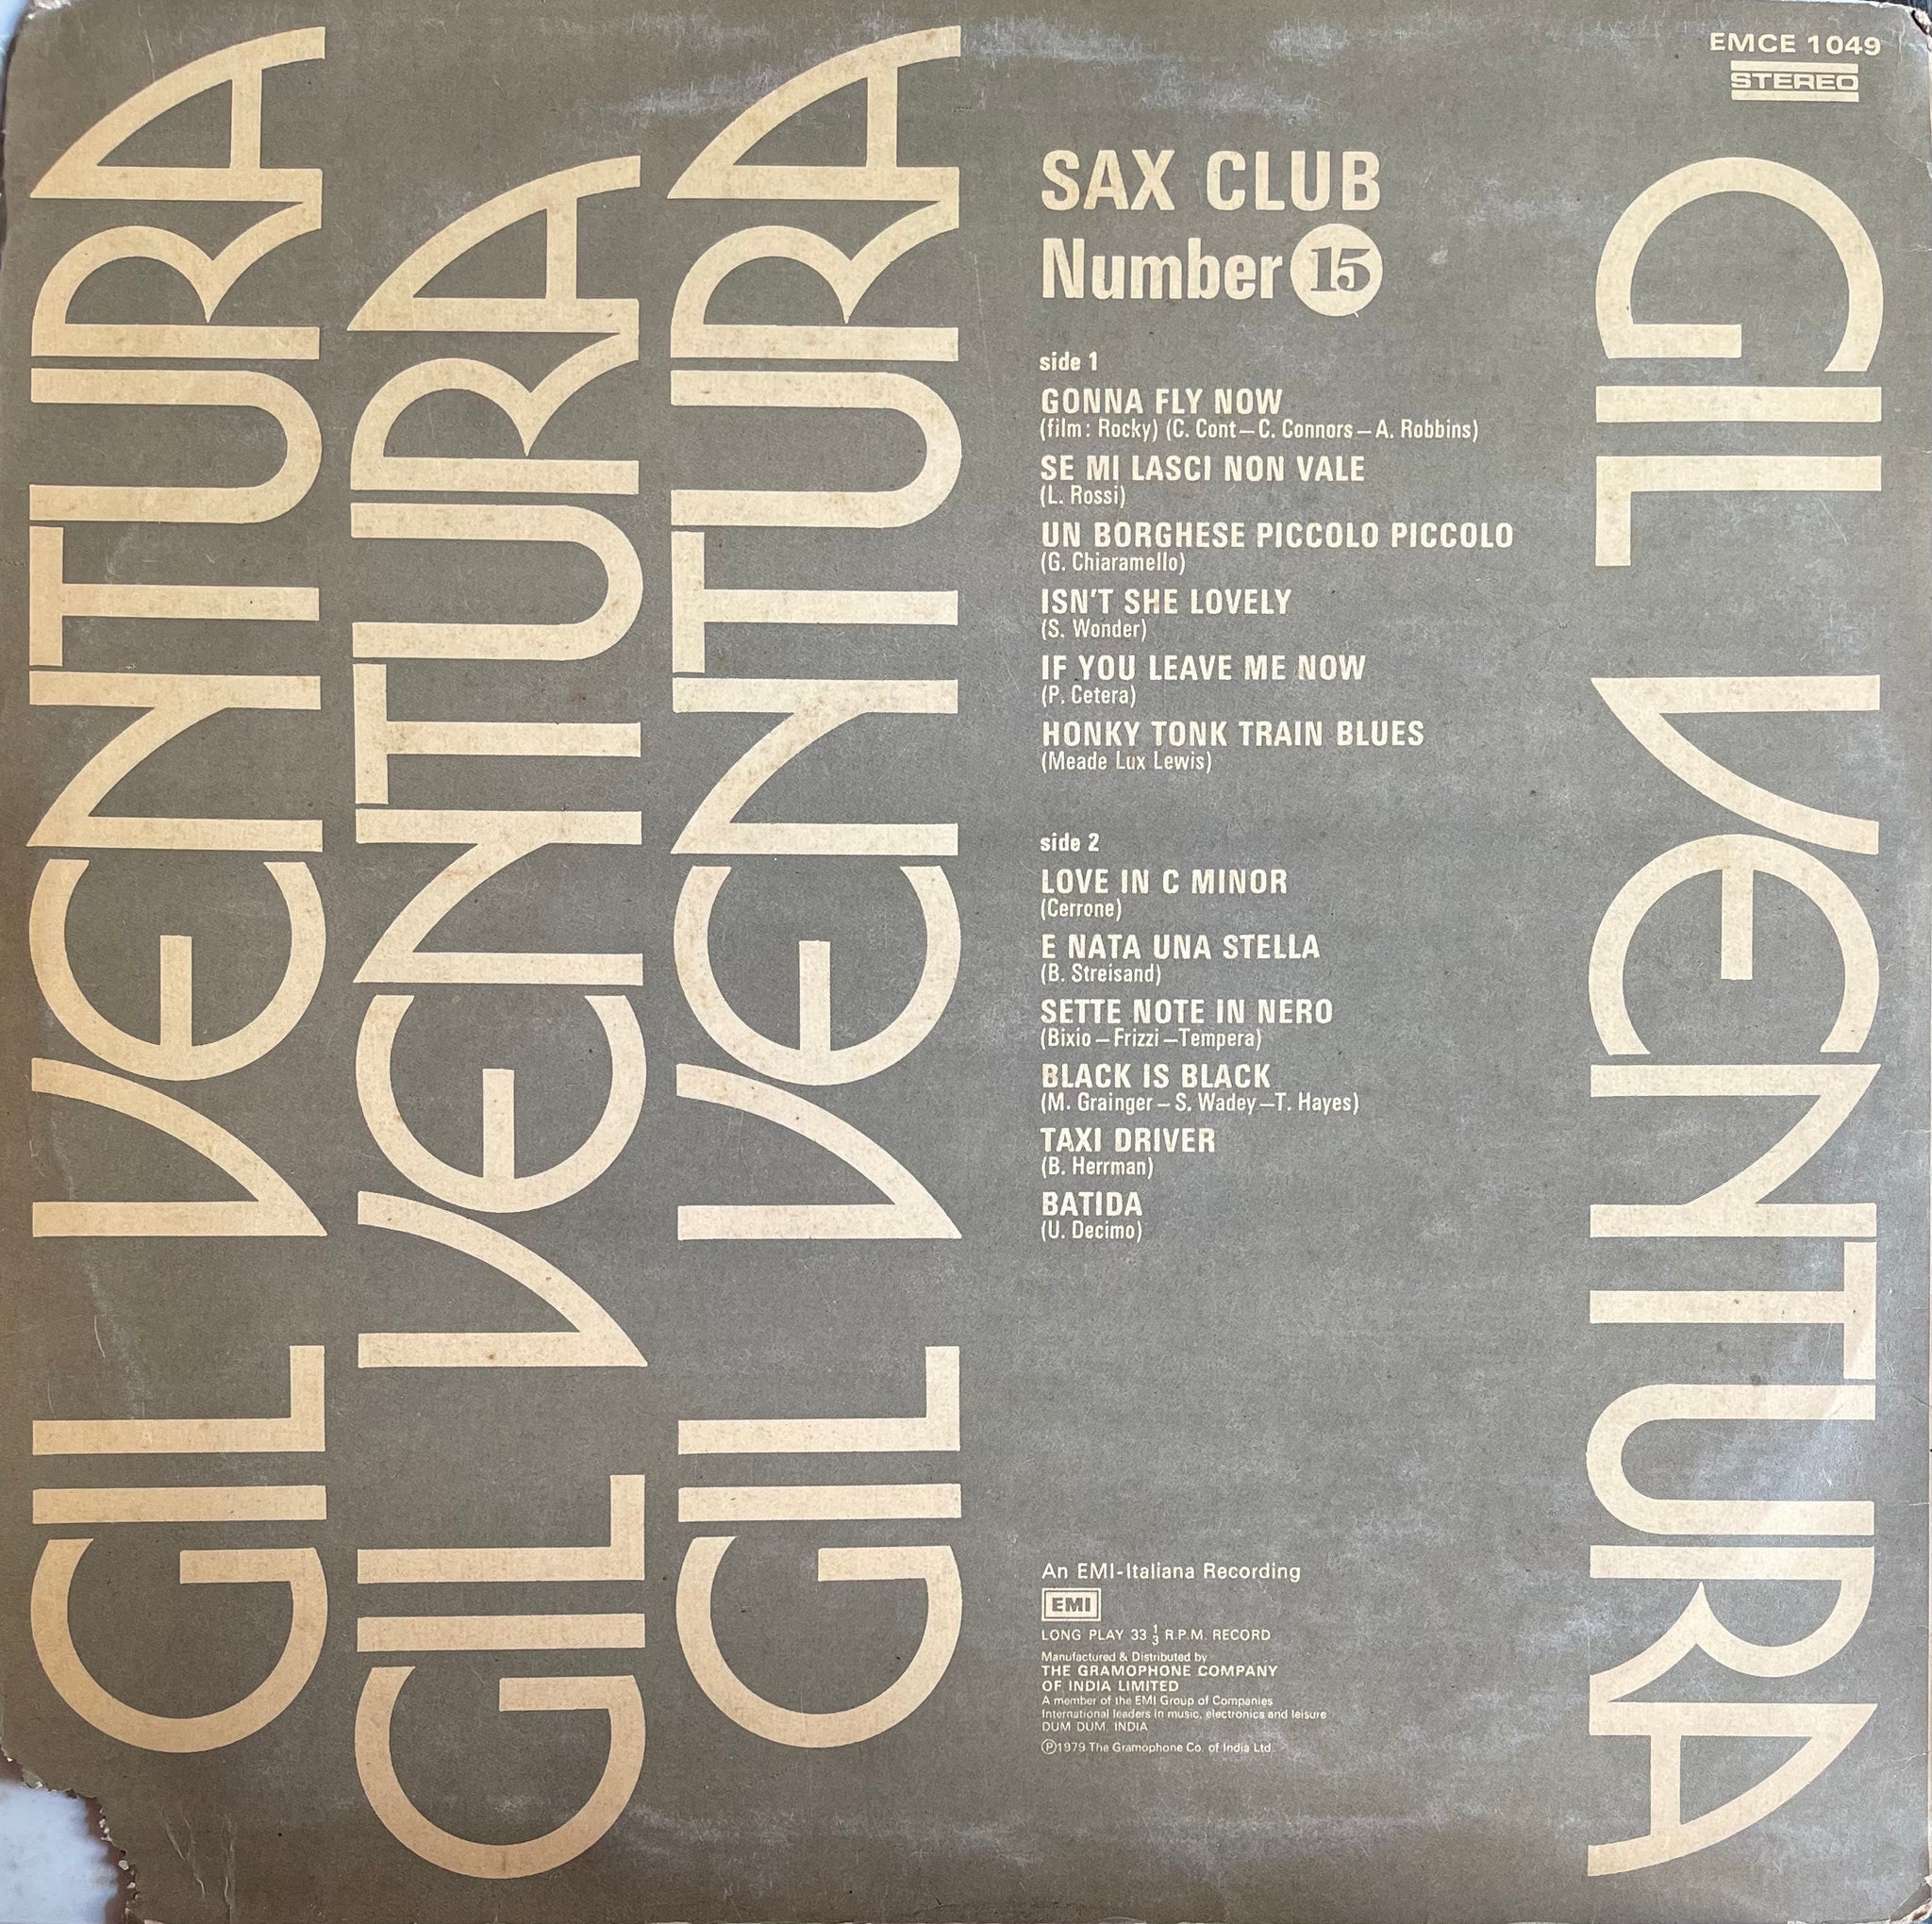 GIL VENTURA
GIL VENTURA
GIL VENTURA
EMCE 1049
STEREO
SAX CLUB
Number 15
side 1
GONNA FLY NOW
(film: Rocky) (C. Cont—C. Connors—A. Robbins)
SE MI LASCI NON VALE
(L. Rossi)
UN BORGHESE PICCOLO PICCOLO
(G. Chiaramello)
ISN'T SHE LOVELY
(S. Wonder)
IF YOU LEAVE ME NOW
(P. Cetera)
HONKY TONK TRAIN BLUES
(Meade Lux Lewis)
side 2
LOVE IN C MINOR
(Cerrone)
E NATA UNA STELLA
(B. Streisand)
SETTE NOTE IN NERO
(Bixio—Frizzi—Tempera)
BLACK IS BLACK
(M. Grainger—S. Wadey—T. Hayes)
TAXI DRIVER
(B. Herrman)
BATIDA
(U. Decimo)
An EMI-Italiana Recording
EMI
LONG PLAY 33 1/3 R.P.M. RECORD
Manufactured & Distributed by
THE GRAMOPHONE COMPANY
OF INDIA LIMITED
A member of the EMI Group of Companies
International leaders in music, electronics and leisure
DUM DUM, INDIA
Ⓟ1979 The Gramophone Co. of India Ltd.
GIL VENTURA